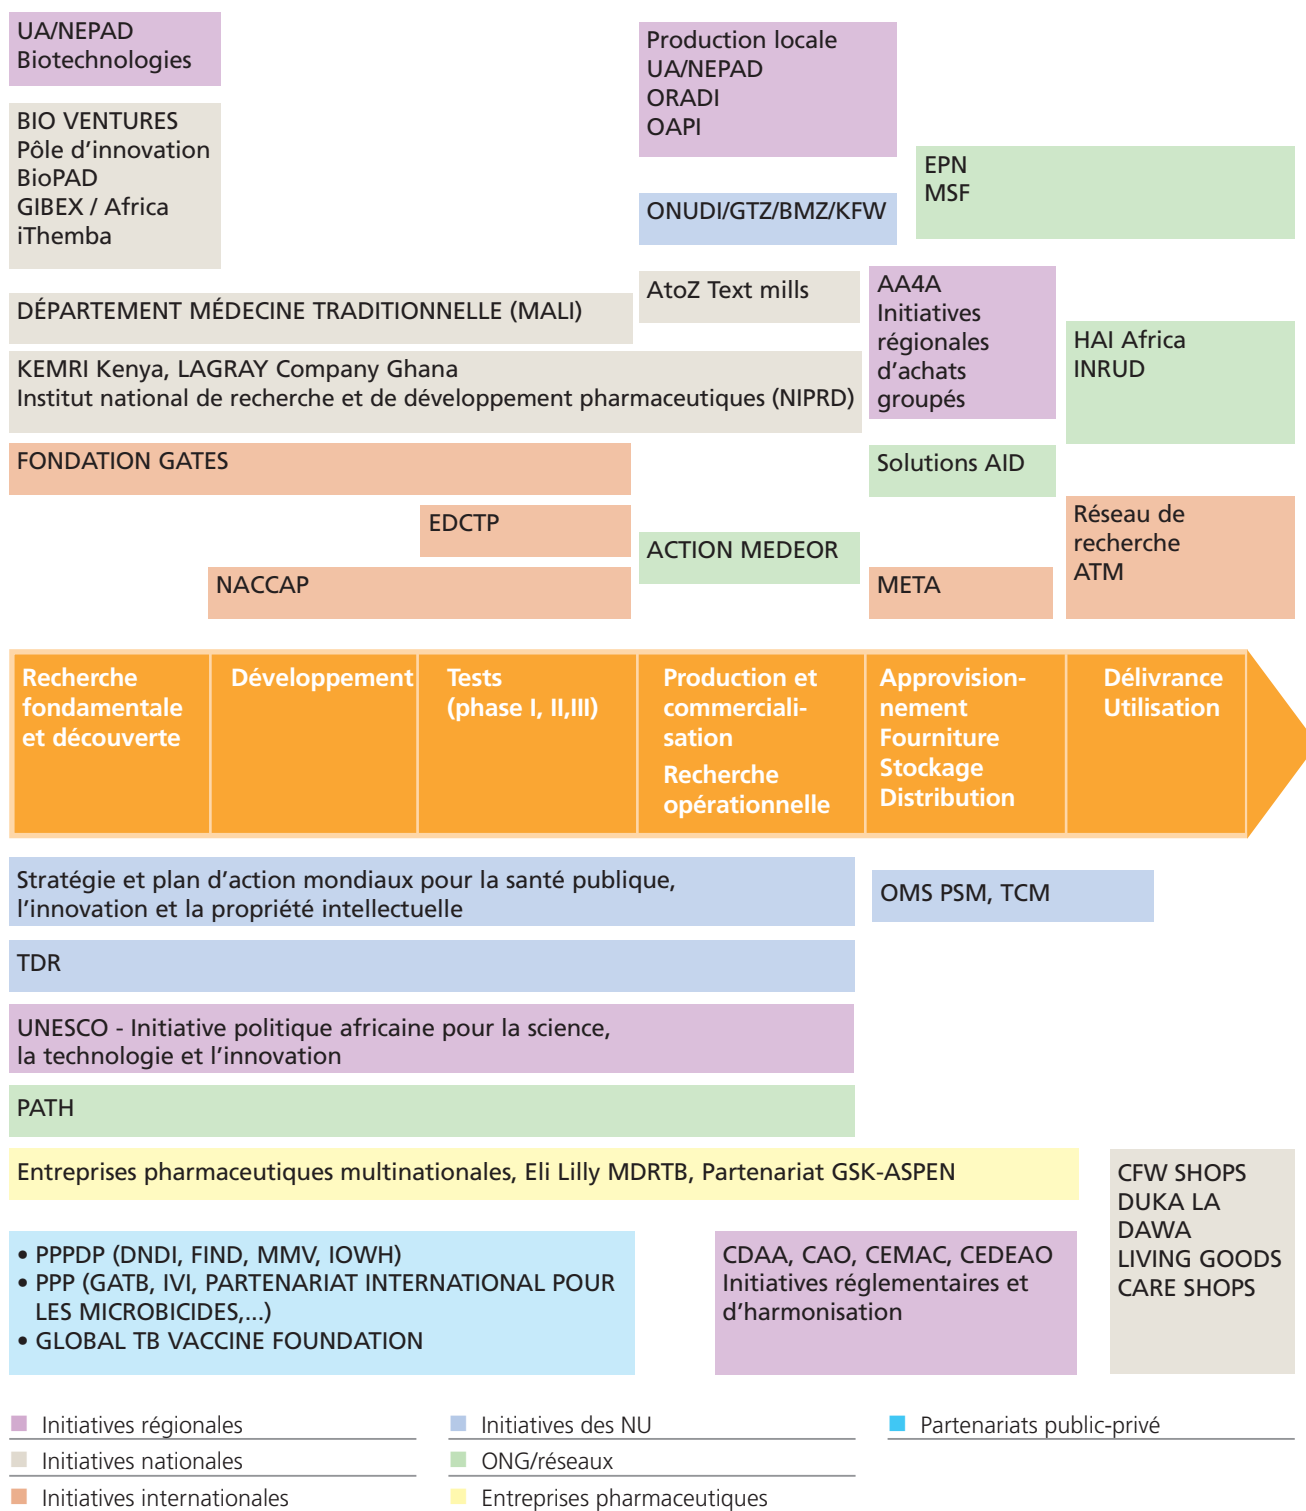 UA/NEPAD
Biotechnologies
BIO VENTURES
Pôle d’innovation
BioPAD
GIBEX / Africa
iThemba
Production locale
UA/NEPAD
ORADI
OAPI
ONUDI/GTZ/BMZ/KFW
EPN
MSF
DÉPARTEMENT MÉDECINE TRADITIONNELLE (MALI)
AtoZ Text mills
AA4A
Initiatives
régionales
d’achats
groupés
HAI Africa
INRUD
KEMRI Kenya, LAGRAY Company Ghana
Institut national de recherche et de développement pharmaceutiques (NIPRD)
FONDATION GATES
Solutions AID
EDCTP
ACTION MEDEOR
Réseau de
recherche
ATM
NACCAP
META
Recherche
fondamentale
et découverte
Développement
Tests
(phase I, II,III)
Production et
commerciali-
sation
Recherche
opérationnelle
Approvision-
nement
Fourniture
Stockage
Distribution
Délivrance
Utilisation
Stratégie et plan d’action mondiaux pour la santé publique,
l’innovation et la propriété intellectuelle
OMS PSM, TCM
TDR
UNESCO - Initiative politique africaine pour la science,
la technologie et l’innovation
PATH
Entreprises pharmaceutiques multinationales, Eli Lilly MDRTB, Partenariat GSK-ASPEN
CFW SHOPS
DUKA LA
DAWA
LIVING GOODS
CARE SHOPS
• PPPDP (DNDI, FIND, MMV, IOWH)
• PPP (GATB, IVI, PARTENARIAT INTERNATIONAL POUR
LES MICROBICIDES,...)
• GLOBAL TB VACCINE FOUNDATION
CDAA, CAO, CEMAC, CEDEAO
Initiatives réglementaires et
d’harmonisation
Initiatives régionales
Initiatives nationales
Initiatives internationales
Initiatives des NU
ONG/réseaux
Entreprises pharmaceutiques
Partenariats public-privé